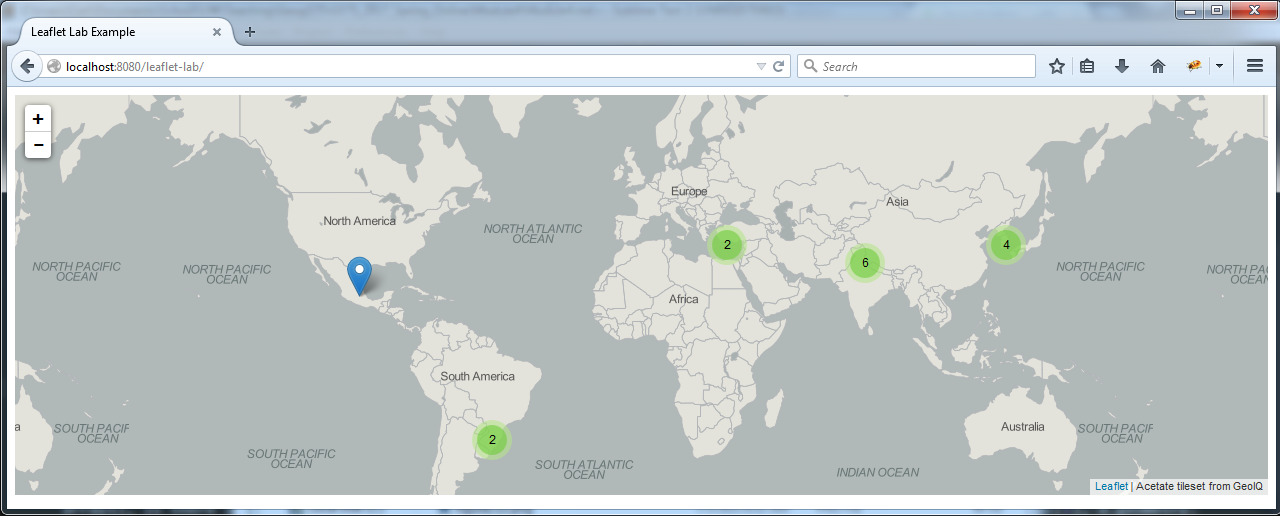 Leaflet Lab Example
localhost:8080/leaflet-lab/
Search
+
−
Europe
Asia
North America
NORTH ATLANTIC
OCEAN
2
4
6
NORTH PACIFIC
OCEAN
NORTH PACIFIC
OCEAN
NORTH PACIFIC
OCEAN
NORTH PAC
OCEAN
Africa
South America
a
SOUTH PACIF
OCEAN
2
Australia
SOUTH PACIF
OCEAN
SOUTH PACIFIC
OCEAN
SOUTH ATLANTIC
OCEAN
INDIAN OCEAN
Leaflet | Acetate tileset from GeoIQ